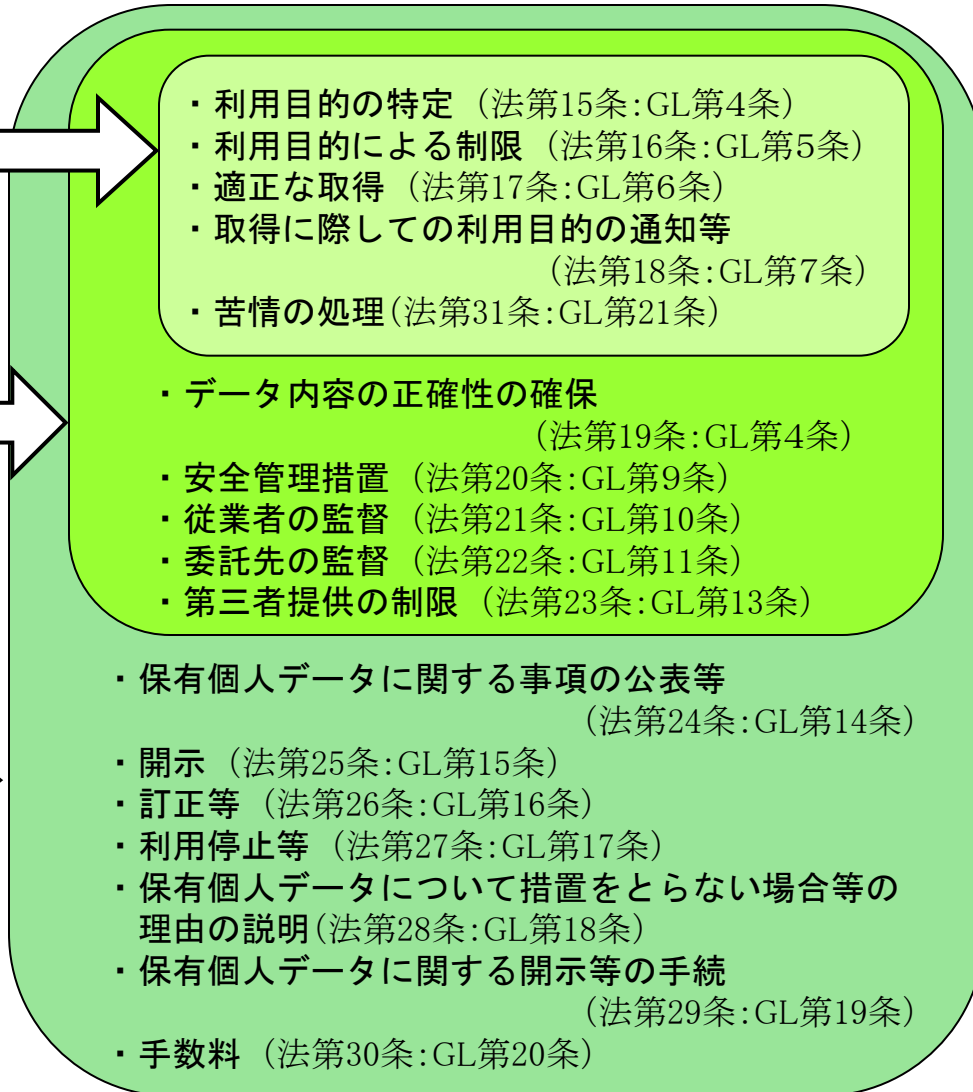 ・利用目的の特定（法第15条:GL第4条）
・利用目的による制限（法第16条:GL第5条）
・適正な取得（法第17条:GL第6条）
・取得に際しての利用目的の通知等
（法第18条:GL第7条）
・苦情の処理(法第31条:GL第21条）
・データ内容の正確性の確保
（法第19条:GL第4条）
・安全管理措置（法第20条:GL第9条）
・従業者の監督（法第21条:GL第10条）
・委託先の監督（法第22条:GL第11条）
・第三者提供の制限（法第23条:GL第13条）
・保有個人データに関する事項の公表等
（法第24条:GL第14条）
・開示（法第25条:GL第15条）
・訂正等（法第26条:GL第16条）
・利用停止等（法第27条:GL第17条）
・保有個人データについて措置をとらない場合等の
理由の説明(法第28条:GL第18条）
・保有個人データに関する開示等の手続
（法第29条:GL第19条）
・手数料（法第30条:GL第20条）